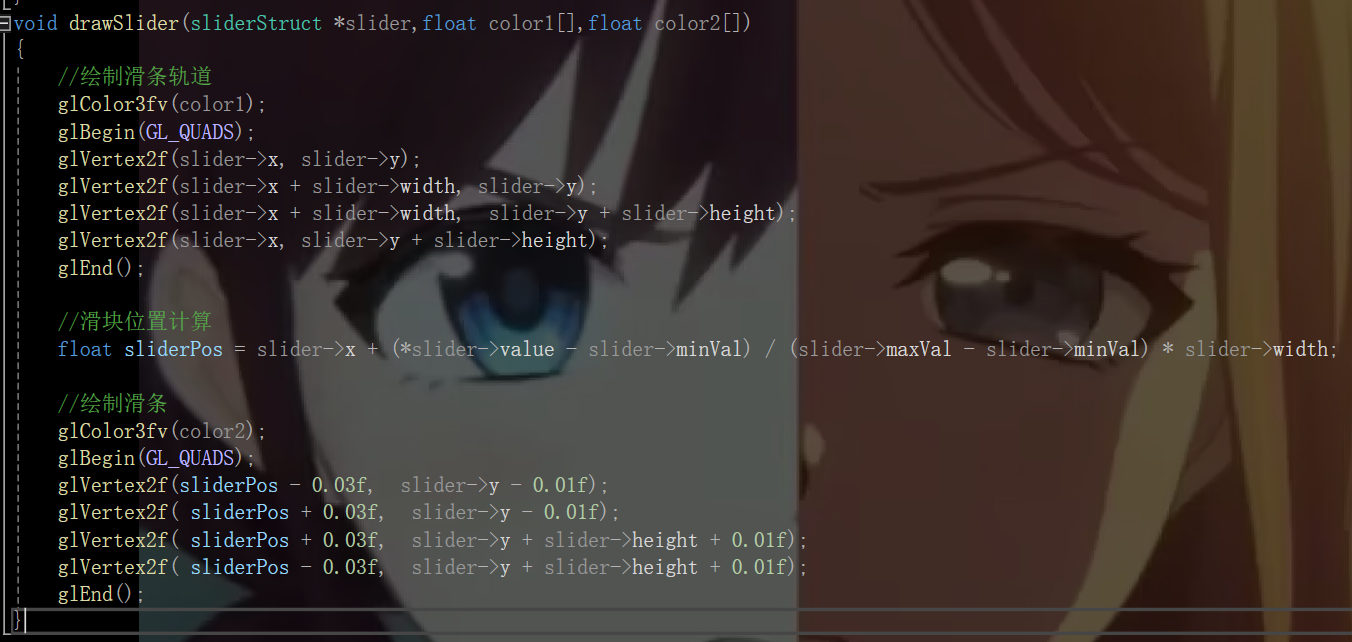 void drawSlider(sliderStruct *slider,float color1[],float color2[])
{
//绘制滑条轨道
glColor3fv(color1);
glBegin(GL_QUADS);
glVertex2f(slider->x, slider->y);
glVertex2f(slider->x + slider->width, slider->y);
glVertex2f(slider->x + slider->width,  slider->y + slider->height);
glVertex2f(slider->x, slider->y + slider->height);
glEnd();
//滑块位置计算
float sliderPos = slider->x + (*slider->value - slider->minVal) / (slider->maxVal - slider->minVal) * slider->width;
//绘制滑条
glColor3fv(color2);
glBegin(GL_QUADS);
glVertex2f(sliderPos - 0.03f,  slider->y - 0.01f);
glVertex2f( sliderPos + 0.03f,  slider->y - 0.01f);
glVertex2f( sliderPos + 0.03f,  slider->y + slider->height + 0.01f);
glVertex2f( sliderPos - 0.03f,  slider->y + slider->height + 0.01f);
glEnd();
}